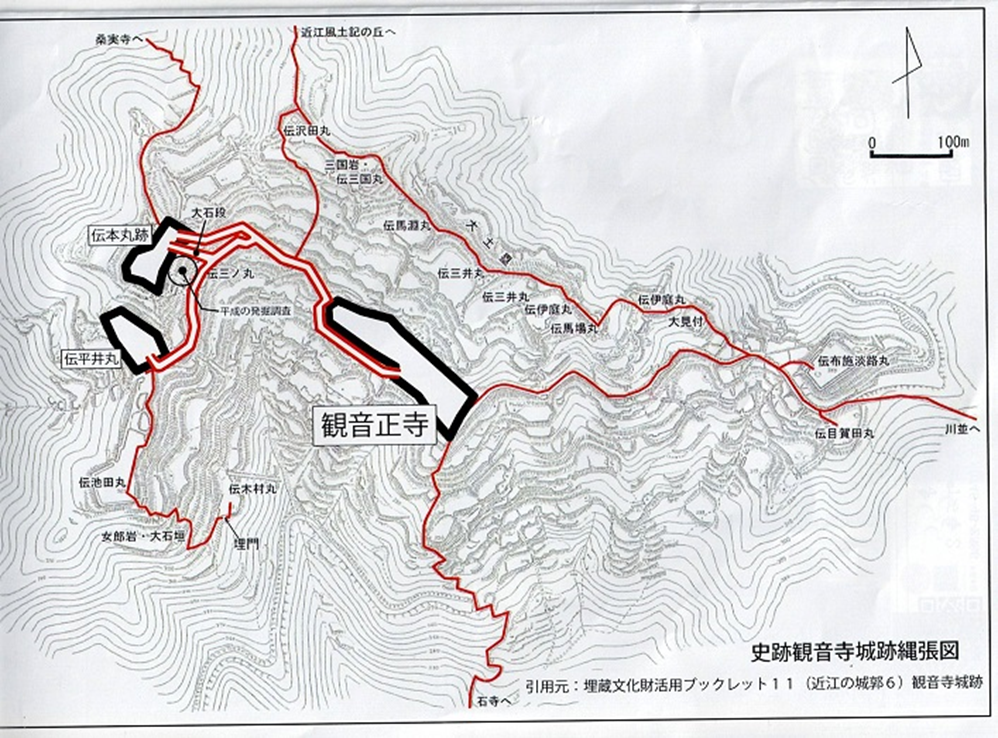 桑実寺へ
近江風土記の丘へ
0 100m
伝沢田丸
三国岩・
伝三国丸
大石段
伝本丸跡
伝馬淵丸
伝三ノ丸
伝三井丸
平成の発掘調査
伝三井丸
伝伊庭丸
伝伊庭丸
伝馬場丸
大見付
伝平井丸
伝布施淡路丸
観音正寺
伝目賀田丸
川並へ
伝池田丸
伝木村丸
女郎岩・大石垣
埋門
石寺へ
史跡観音寺城跡縄張図
引用元：埋蔵文化財活用ブックレット１１（近江の城郭６）観音寺城跡